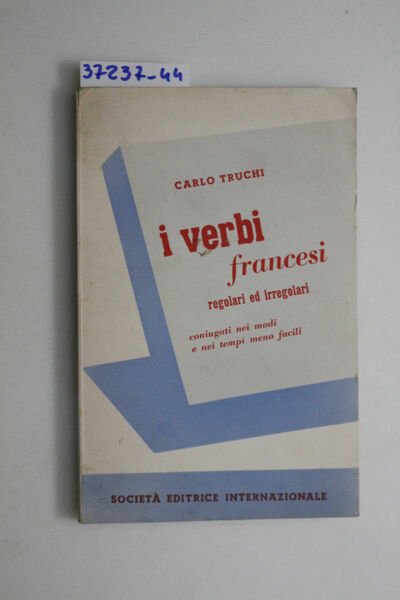 37237-44
CARLO TRUCHI
i verbi
francesi
regolari ed irregolari
coniugati nei modi
e nei tempi meno facili
SOCIETÀ EDITRICE INTERNAZIONALE